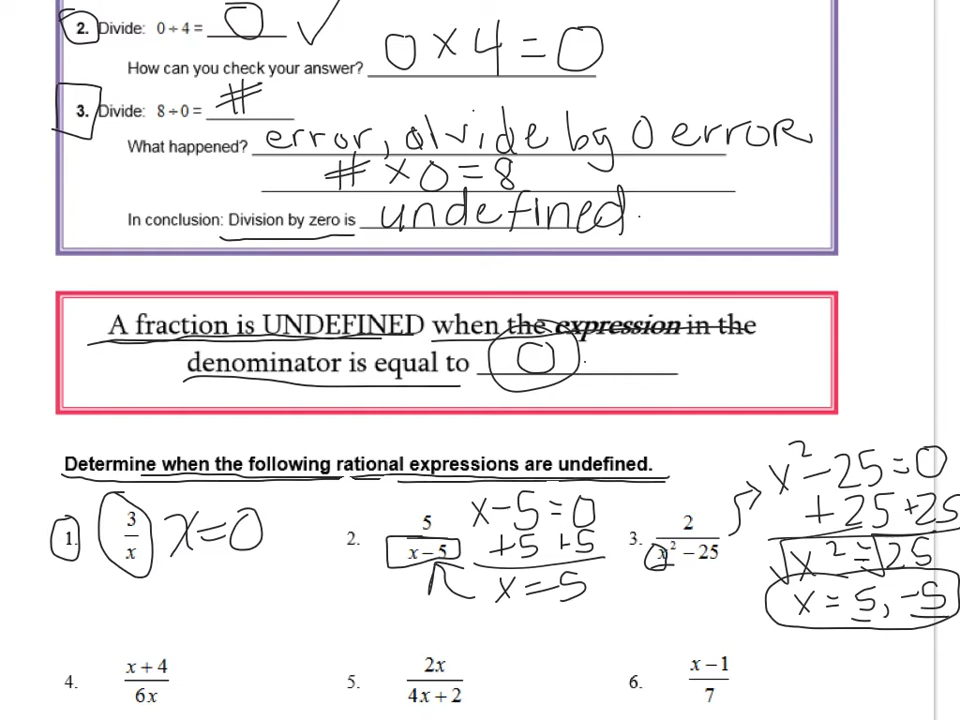 2. Divide: 0 ÷ 4 = 0 ✓
How can you check your answer? 0 × 4 = 0
3. Divide: 8 ÷ 0 = #
What happened? error, divide by 0 error
# × 0 = 8
In conclusion: Division by zero is undefined.
A fraction is UNDEFINED when the expression in the
denominator is equal to 0
Determine when the following rational expressions are undefined.
1. 3/x x = 0
2. 5/(x – 5)
x – 5 = 0
+5 +5
x = 5
3. 2/(x² – 25)
x² – 25 = 0
+25 +25
√x² = √25
x = 5, –5
4. (x + 4)/6x
5. 2x/(4x + 2)
6. (x – 1)/7